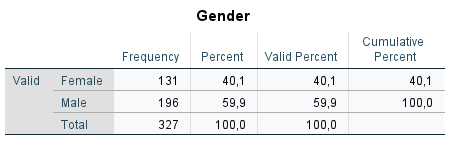 Gender
Frequency Percent Valid Percent Cumulative Percent
Valid Female 131 40,1 40,1 40,1
Male 196 59,9 59,9 100,0
Total 327 100,0 100,0